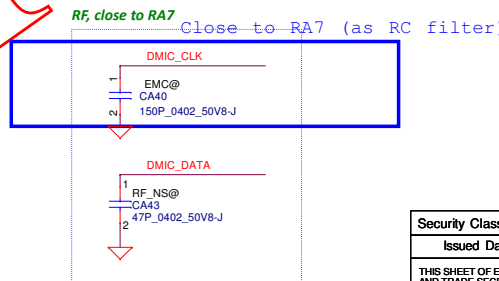 RF, close to RA7
Close to RA7 (as RC filter)
DMIC_CLK
1
EMC@
CA40
2
150P_0402_50V8-J
DMIC_DATA
1
RF_NS@
CA43
47P_0402_50V8-J
2
Security Class
Issued Da
THIS SHEET OF E
AND TRADE SECR